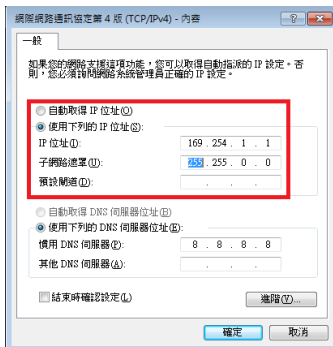 網際網路通訊協定第 4 版 (TCP/IPv4) - 內容
一般
如果您的網路支援這項功能，您可以取得自動指派的 IP 設定。否
則，您必須詢問網路系統管理員正確的 IP 設定。
自動取得 IP 位址(O)
使用下列的 IP 位址(S):
IP 位址(I): 169 . 254 . 1 . 1
子網路遮罩(U): 255 . 255 . 0 . 0
預設閘道(D): . . .
自動取得 DNS 伺服器位址(B)
使用下列的 DNS 伺服器位址(E):
慣用 DNS 伺服器(P): 8 . 8 . 8 . 8
其他 DNS 伺服器(A): . . .
結束時確認設定(L)
進階(V)...
確定 取消